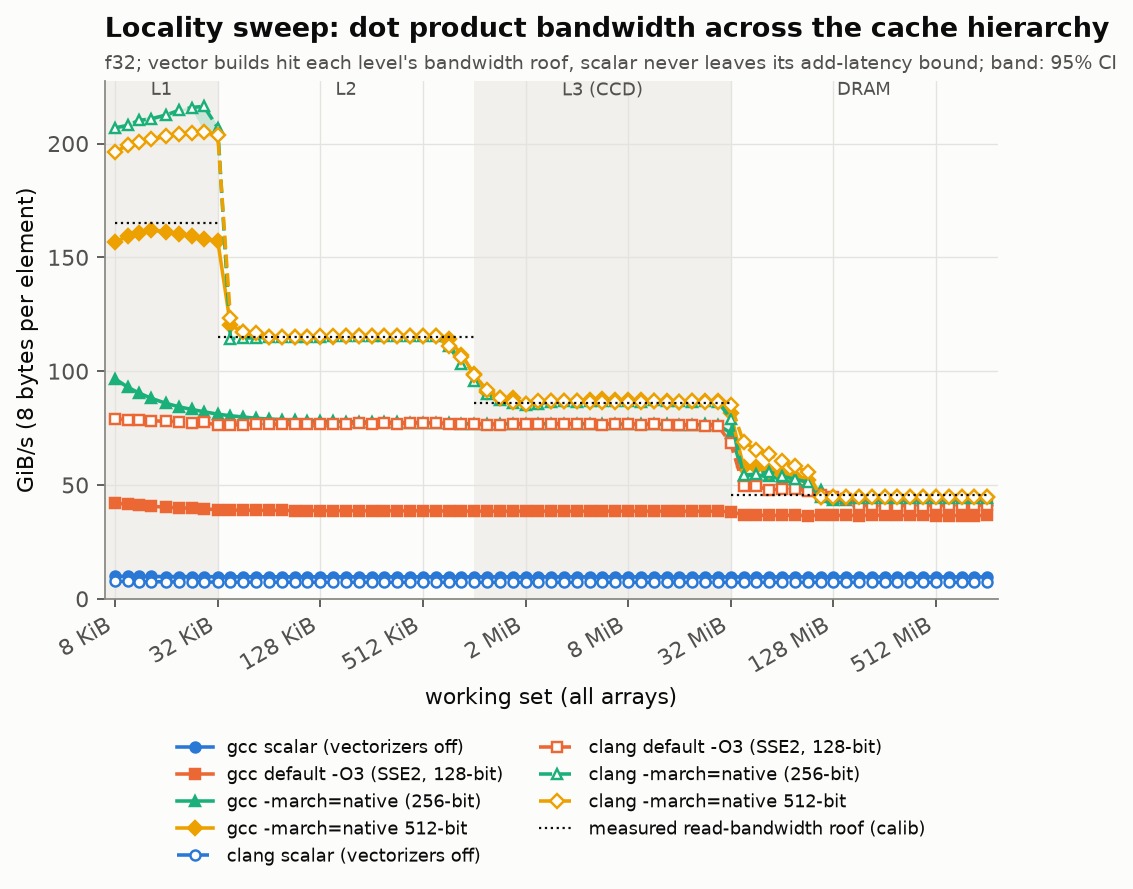 Locality sweep: dot product bandwidth across the cache hierarchy
f32; vector builds hit each level's bandwidth roof, scalar never leaves its add-latency bound; band: 95% CI
L1
L2
L3 (CCD)
DRAM
GiB/s (8 bytes per element)
200
150
100
50
0
8 KiB
32 KiB
128 KiB
512 KiB
2 MiB
8 MiB
32 MiB
128 MiB
512 MiB
working set (all arrays)
gcc scalar (vectorizers off)
gcc default -O3 (SSE2, 128-bit)
gcc -march=native (256-bit)
gcc -march=native 512-bit
clang scalar (vectorizers off)
clang default -O3 (SSE2, 128-bit)
clang -march=native (256-bit)
clang -march=native 512-bit
measured read-bandwidth roof (calib)